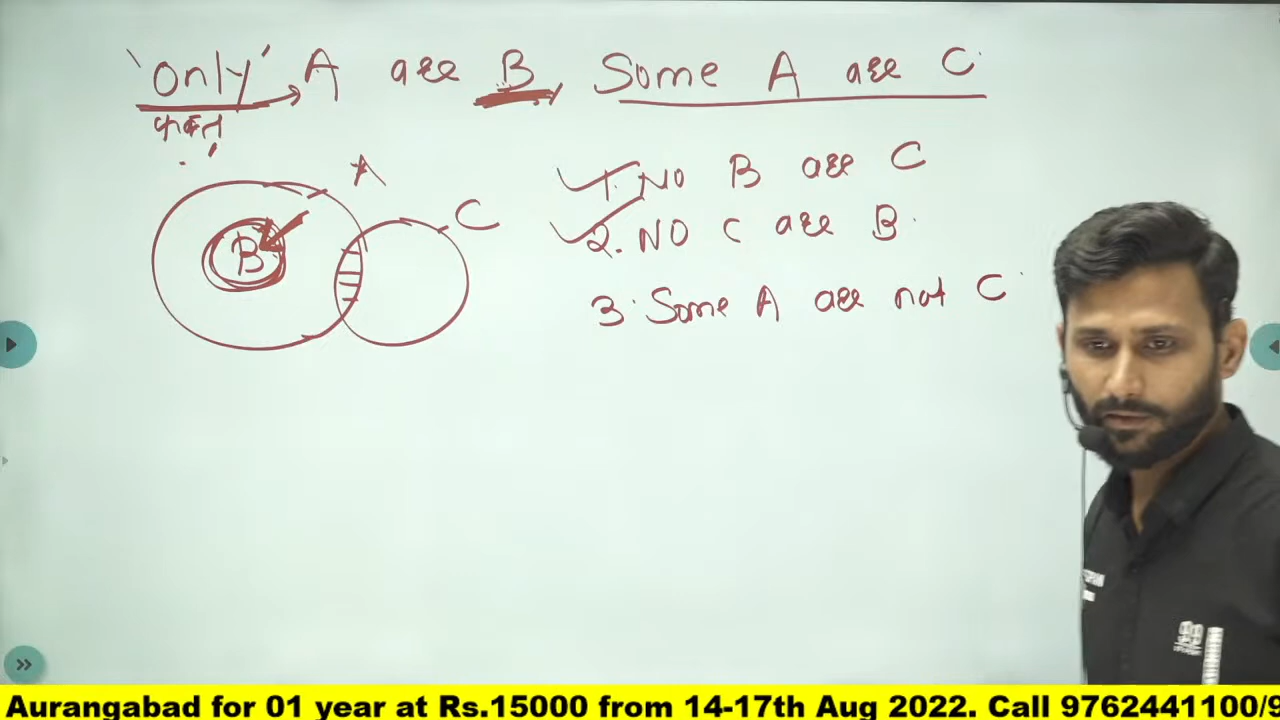 'Only' A are B, Some A are C
फक्त
A
C
B
1. No B are C
2. NO C are B.
3. Some A are not C
Aurangabad for 01 year at Rs.15000 from 14-17th Aug 2022. Call 9762441100/9